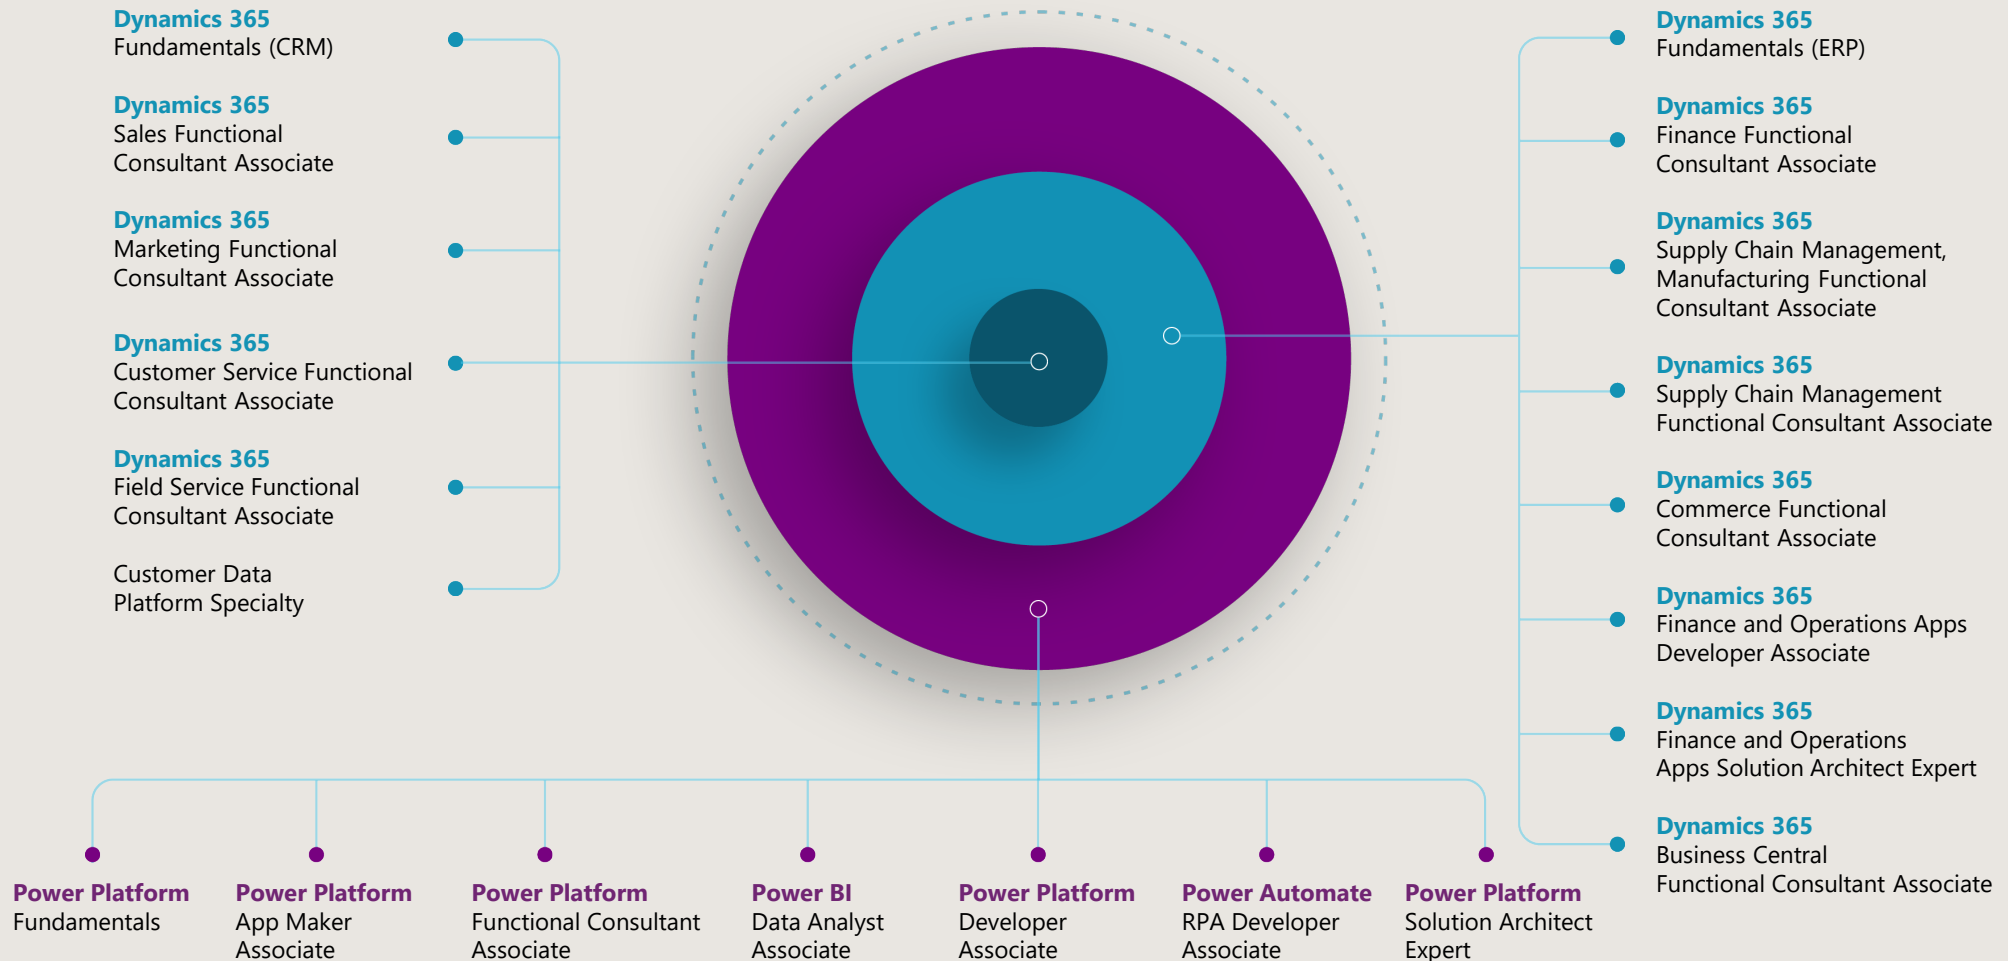 Dynamics 365
Fundamentals (CRM)
Dynamics 365
Sales Functional
Consultant Associate
Dynamics 365
Marketing Functional
Consultant Associate
Dynamics 365
Customer Service Functional
Consultant Associate
Dynamics 365
Field Service Functional
Consultant Associate
Customer Data
Platform Specialty
Dynamics 365
Fundamentals (ERP)
Dynamics 365
Finance Functional
Consultant Associate
Dynamics 365
Supply Chain Management,
Manufacturing Functional
Consultant Associate
Dynamics 365
Supply Chain Management
Functional Consultant Associate
Dynamics 365
Commerce Functional
Consultant Associate
Dynamics 365
Finance and Operations Apps
Developer Associate
Dynamics 365
Finance and Operations
Apps Solution Architect Expert
Dynamics 365
Business Central
Functional Consultant Associate
Power Platform
Fundamentals
Power Platform
App Maker
Associate
Power Platform
Functional Consultant
Associate
Power BI
Data Analyst
Associate
Power Platform
Developer
Associate
Power Automate
RPA Developer
Associate
Power Platform
Solution Architect
Expert